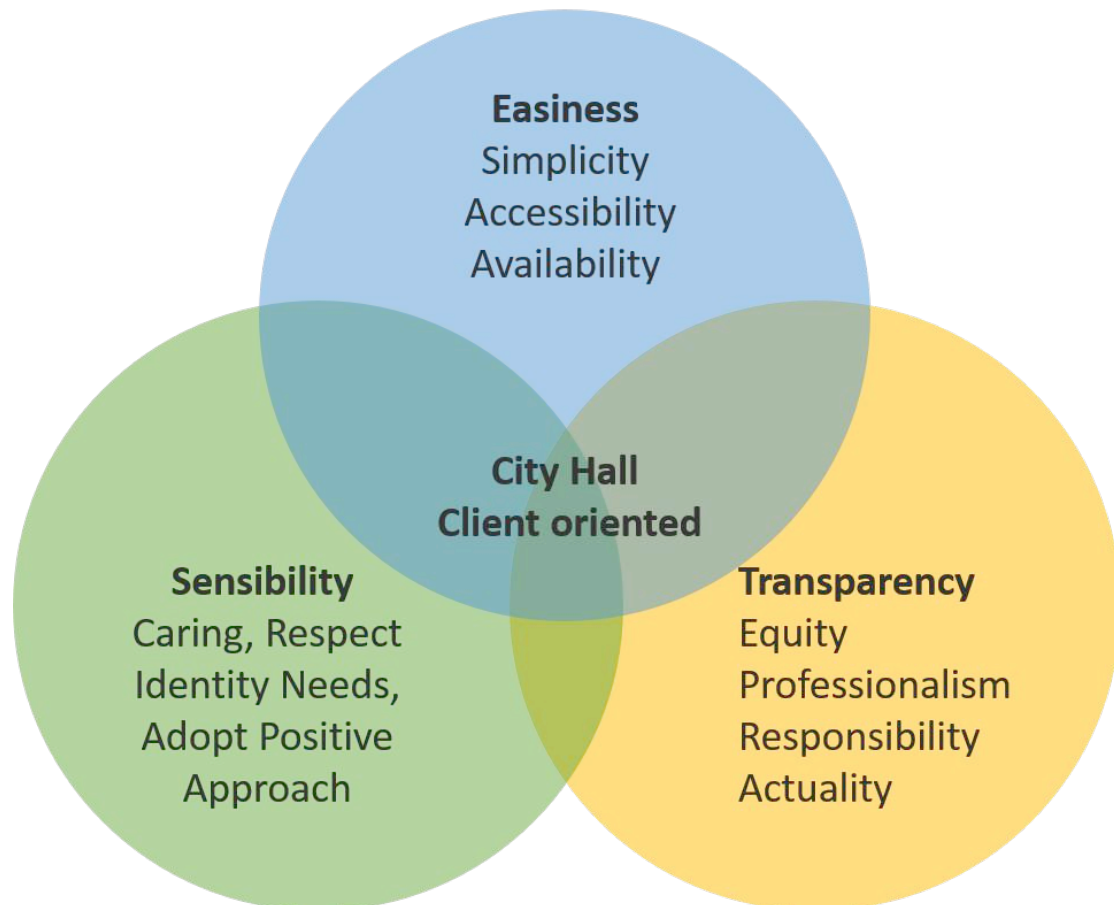 Easiness
Simplicity
Accessibility
Availability
City Hall
Client oriented
Sensibility
Caring, Respect
Identity Needs,
Adopt Positive
Approach
Transparency
Equity
Professionalism
Responsibility
Actuality